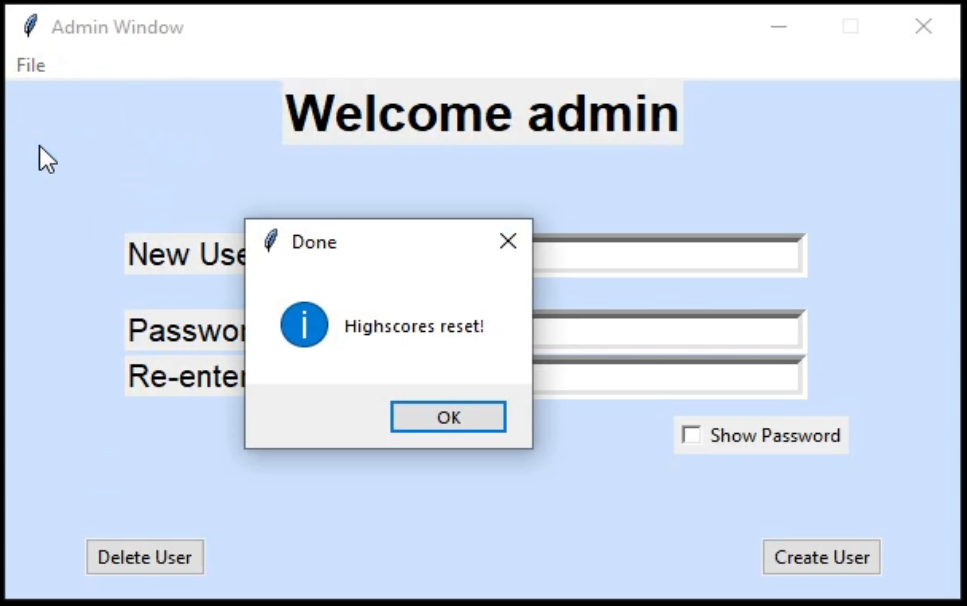 Admin Window
File
Welcome admin
Done
New Use
Highscores reset!
Passwor
Re-enter
OK
Show Password
Delete User
Create User